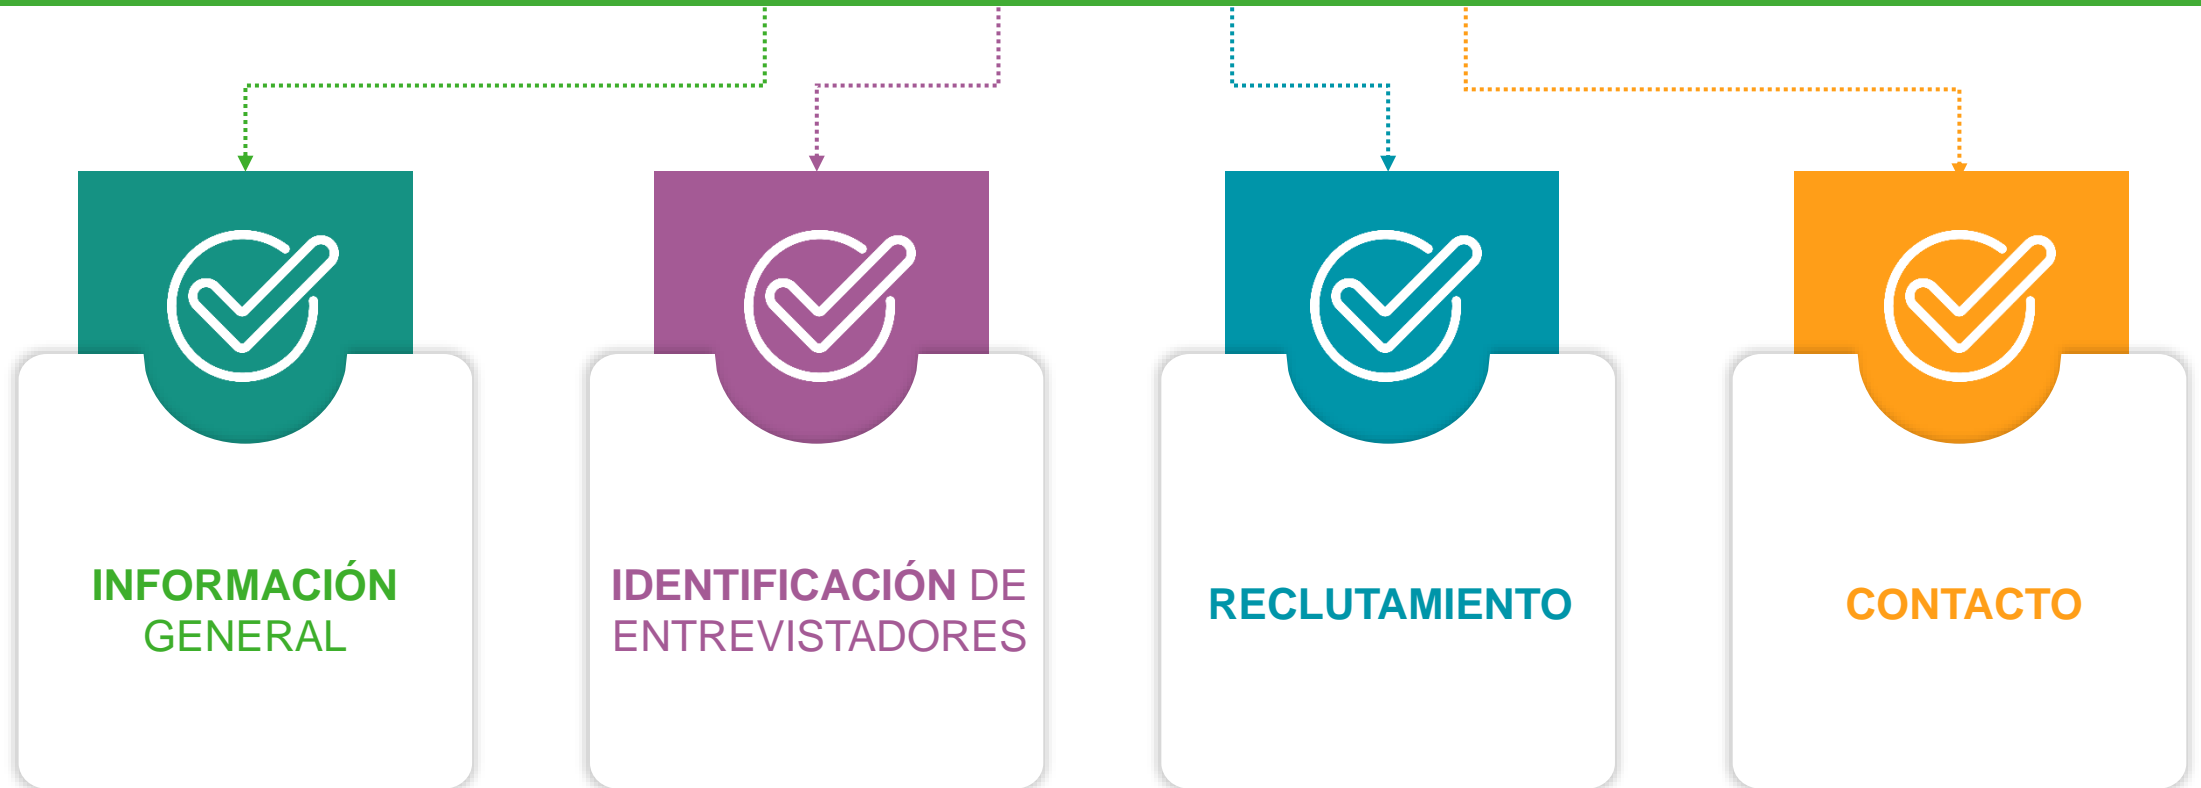 INFORMACIÓN
GENERAL
IDENTIFICACIÓN DE
ENTREVISTADORES
RECLUTAMIENTO
CONTACTO